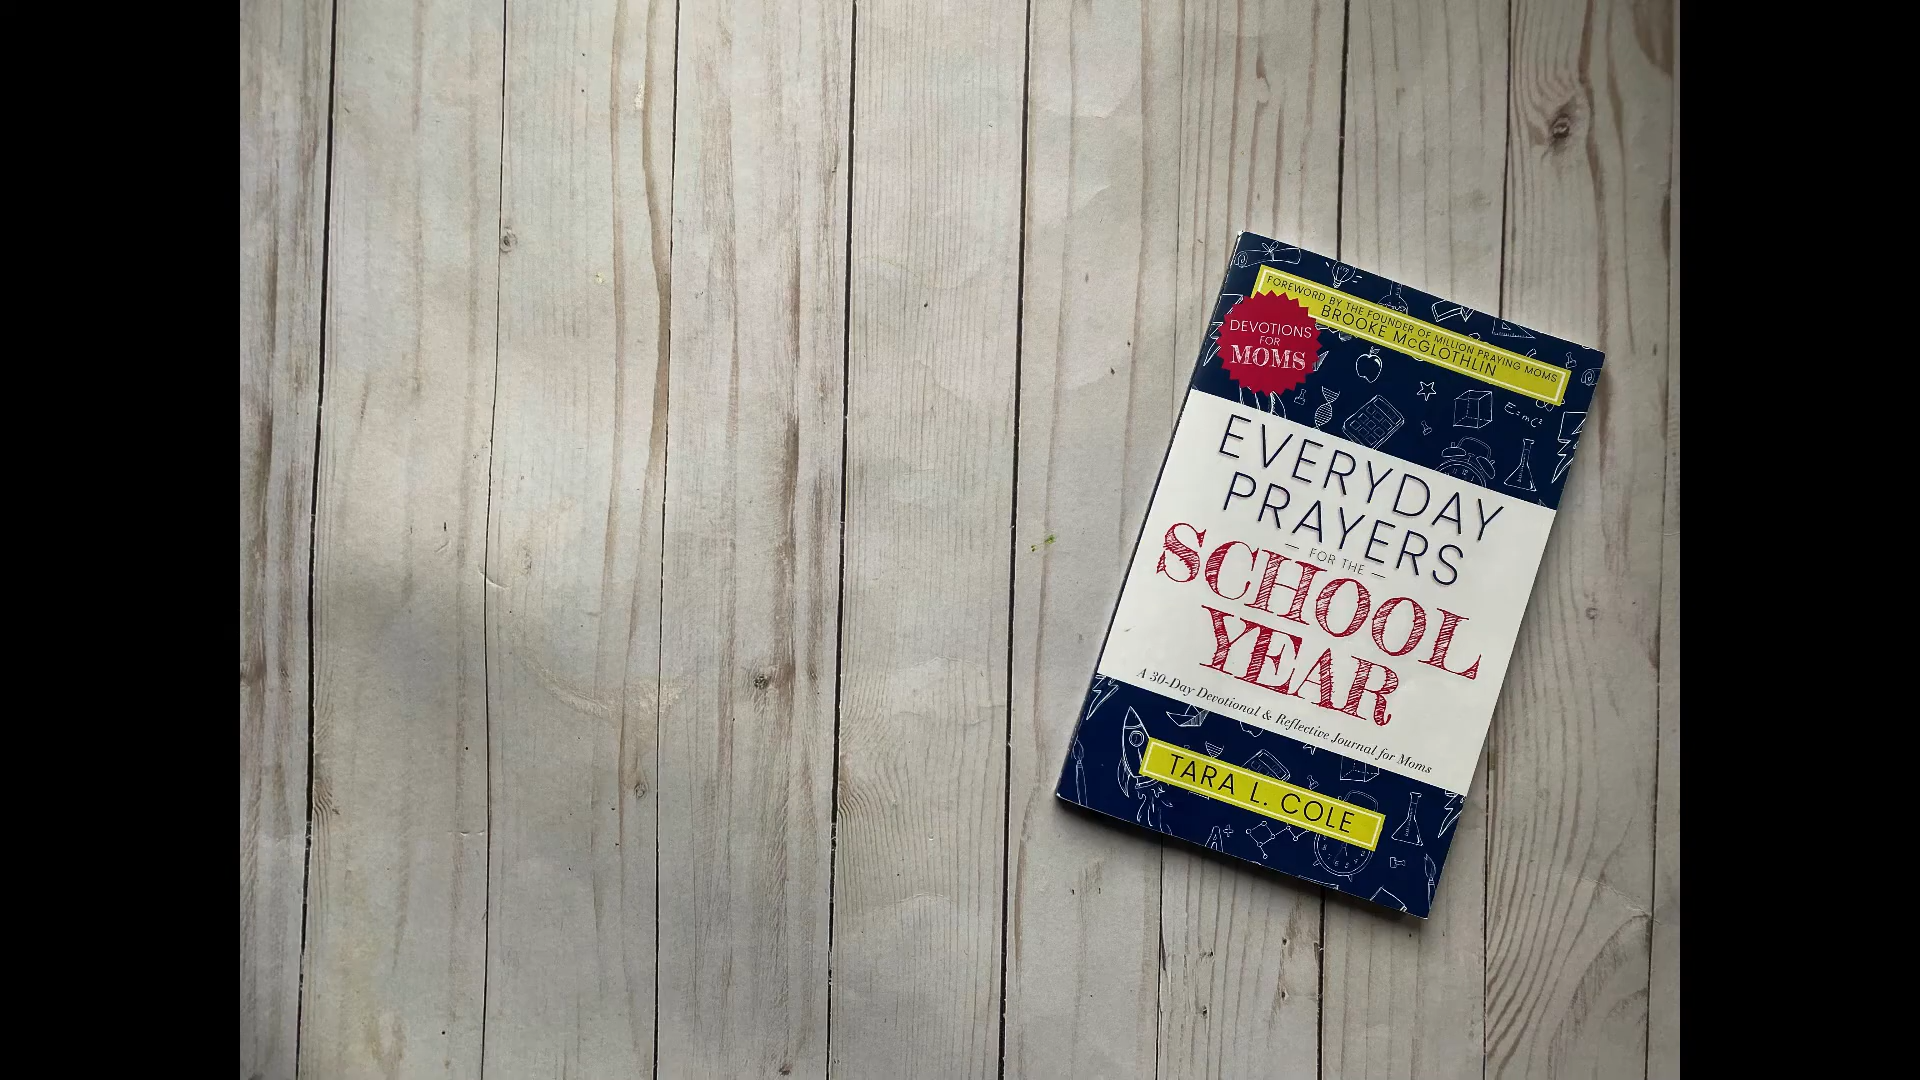 FOREWORD BY THE FOUNDER OF MILLION PRAYING MOMS
BROOKE McGLOTHLIN
DEVOTIONS
FOR
MOMS
E=mc²
EVERYDAY
PRAYERS
— FOR THE —
SCHOOL
YEAR
A 30-Day Devotional & Reflective Journal for Moms
TARA L. COLE
A+